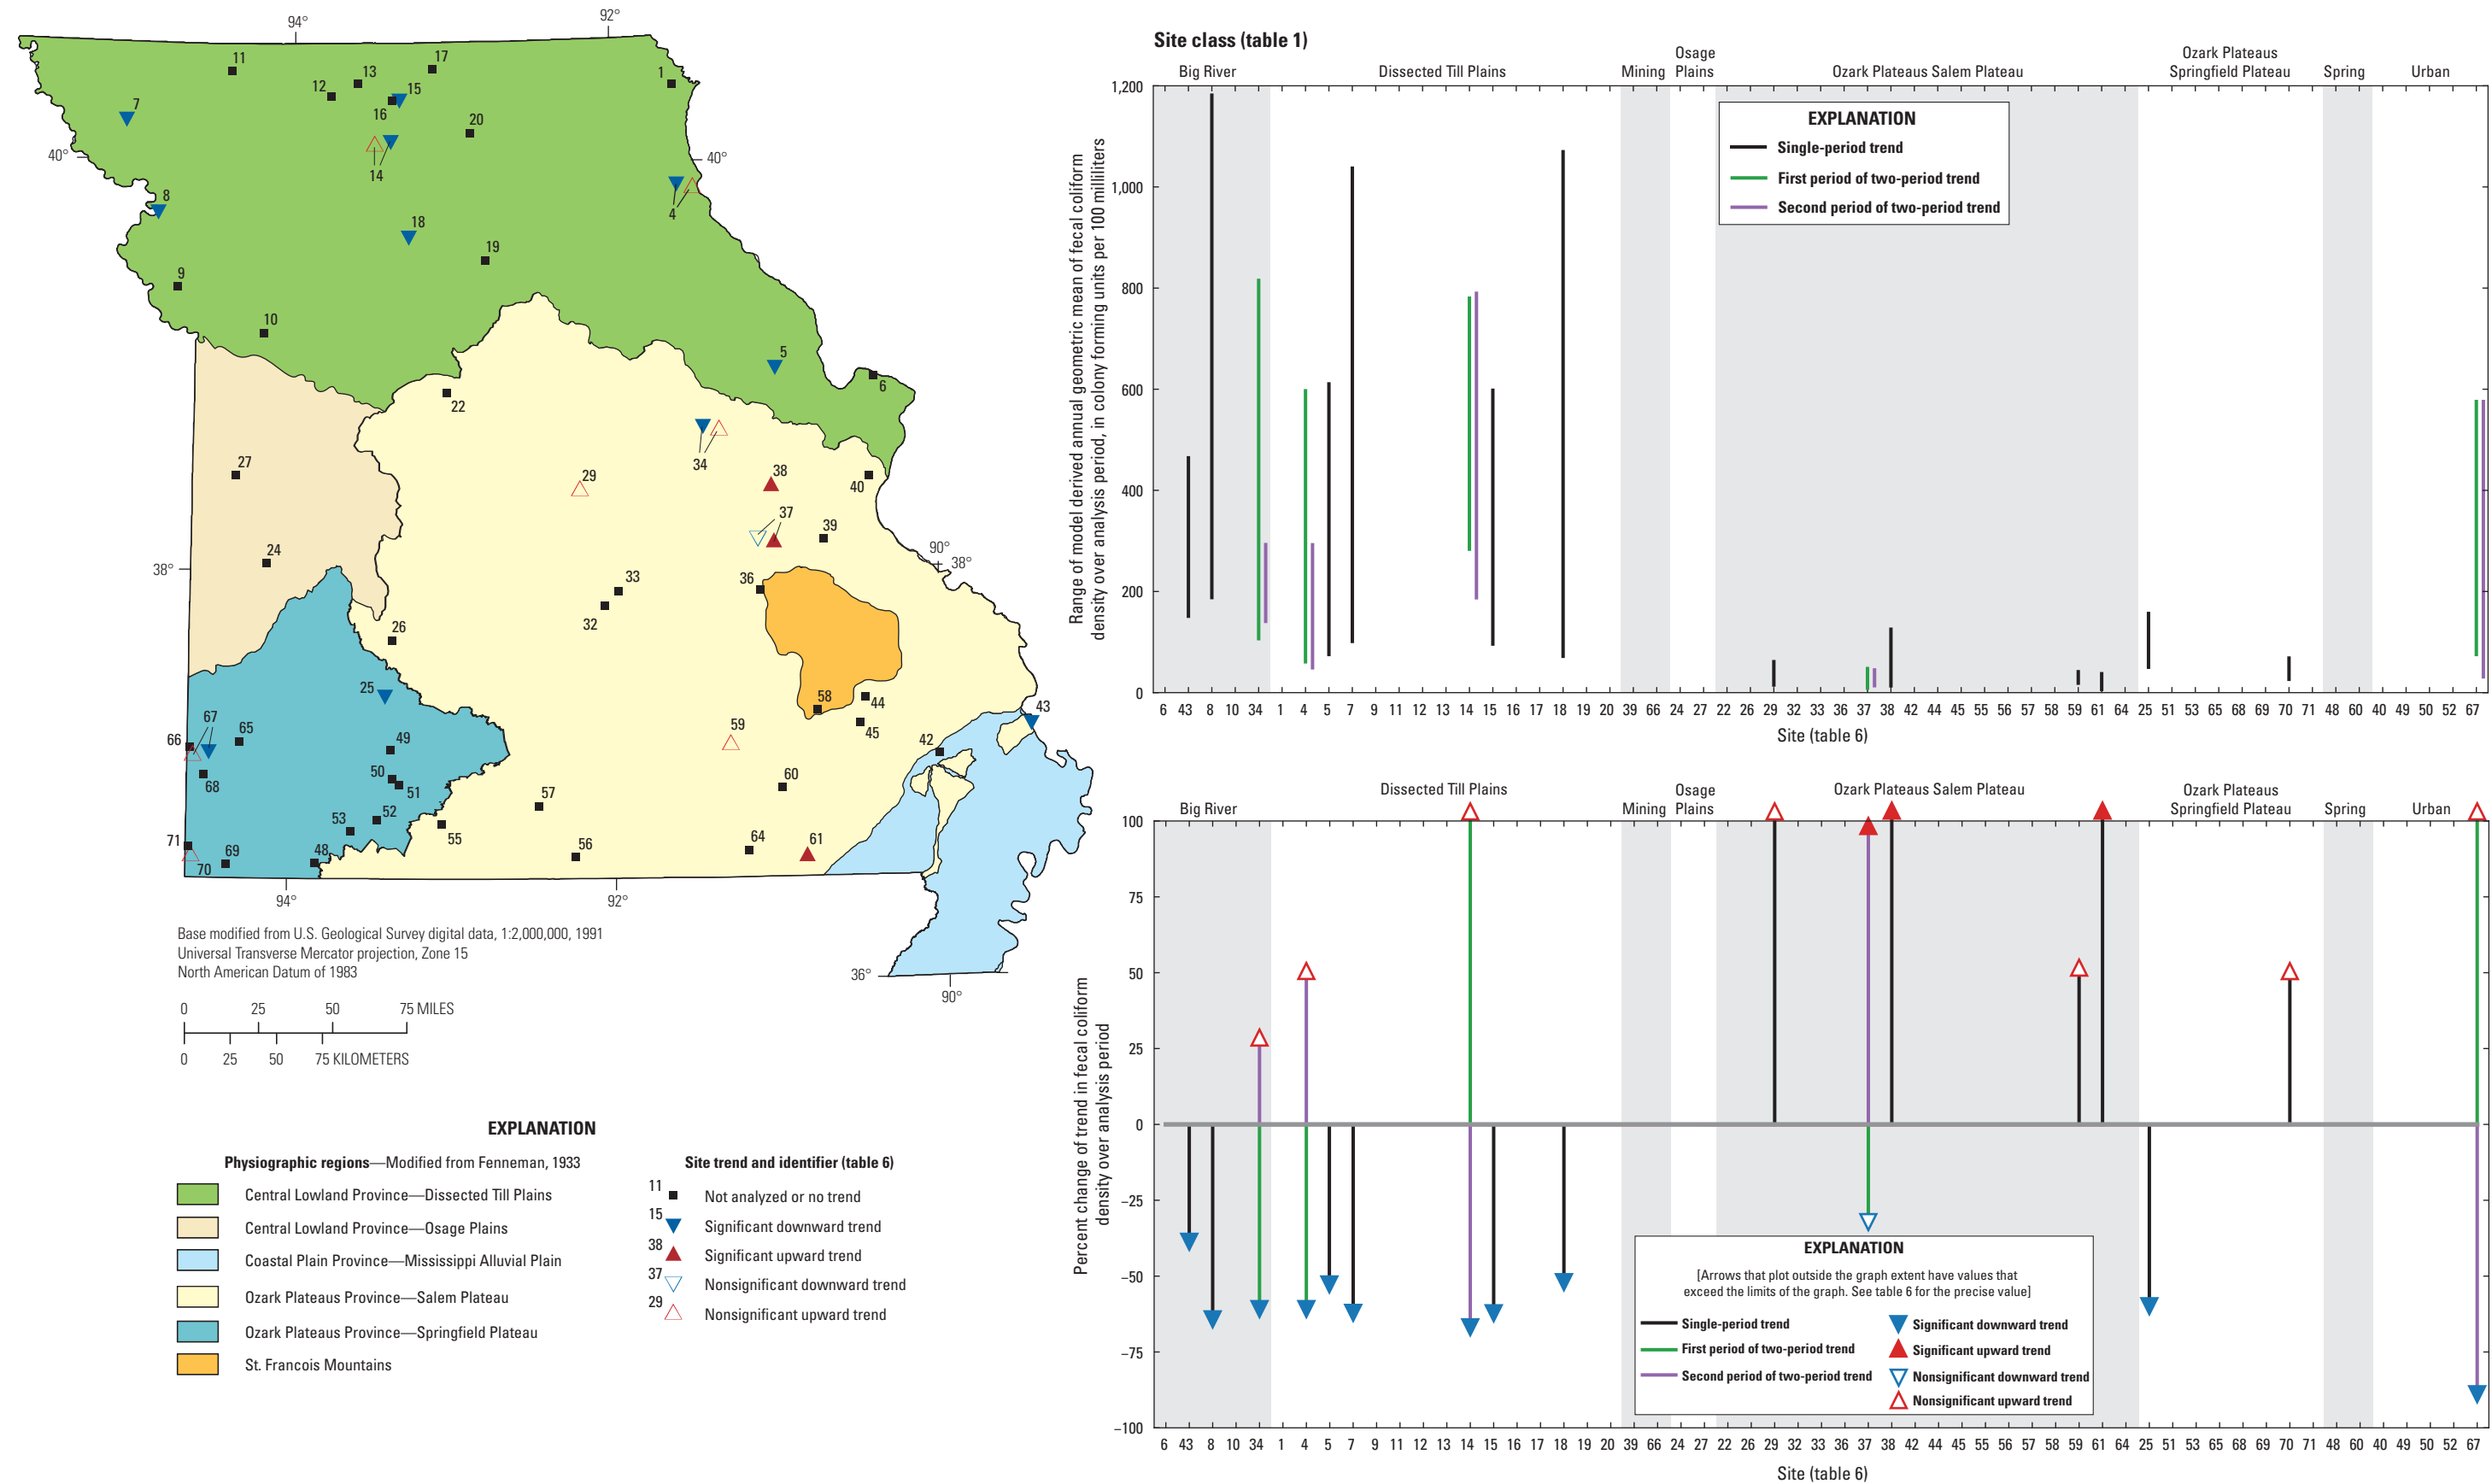 94°
92°
11
17
13
1
12
15
7
16
20
40°
40°
14
8
4
18
19
9
10
5
6
22
34
27
29
38
40
37
39
90°
38°
24
38°
33
36
32
26
25
58
44
43
67
59
45
66
65
49
42
50
60
68
51
57
52
53
55
64
61
71
69
48
56
70
94°
92°
36°
90°
Base modified from U.S. Geological Survey digital data, 1:2,000,000, 1991
Universal Transverse Mercator projection, Zone 15
North American Datum of 1983
0 25 50 75 MILES
0 25 50 75 KILOMETERS
EXPLANATION
Physiographic regions—Modified from Fenneman, 1933
Central Lowland Province—Dissected Till Plains
Central Lowland Province—Osage Plains
Coastal Plain Province—Mississippi Alluvial Plain
Ozark Plateaus Province—Salem Plateau
Ozark Plateaus Province—Springfield Plateau
St. Francois Mountains
Site trend and identifier (table 6)
11 Not analyzed or no trend
15 Significant downward trend
38 Significant upward trend
37 Nonsignificant downward trend
29 Nonsignificant upward trend
Site class (table 1)
Big River
Dissected Till Plains
Mining
Osage
Plains
Ozark Plateaus Salem Plateau
Ozark Plateaus
Springfield Plateau
Spring
Urban
Range of model derived annual geometric mean of fecal coliform
density over analysis period, in colony forming units per 100 milliliters
1,200
1,000
800
600
400
200
0
EXPLANATION
Single-period trend
First period of two-period trend
Second period of two-period trend
6 43 8 10 34 1 4 5 7 9 11 12 13 14 15 16 17 18 19 20 39 66 24 27 22 26 29 32 33 36 37 38 42 44 45 55 56 57 58 59 61 64 25 51 53 65 68 69 70 71 48 60 40 49 50 52 67
Site (table 6)
Big River
Dissected Till Plains
Mining
Osage
Plains
Ozark Plateaus Salem Plateau
Ozark Plateaus
Springfield Plateau
Spring
Urban
Percent change of trend in fecal coliform
density over analysis period
100
75
50
25
0
−25
−50
−75
−100
EXPLANATION
[Arrows that plot outside the graph extent have values that
exceed the limits of the graph. See table 6 for the precise value]
Single-period trend
First period of two-period trend
Second period of two-period trend
Significant downward trend
Significant upward trend
Nonsignificant downward trend
Nonsignificant upward trend
6 43 8 10 34 1 4 5 7 9 11 12 13 14 15 16 17 18 19 20 39 66 24 27 22 26 29 32 33 36 37 38 42 44 45 55 56 57 58 59 61 64 25 51 53 65 68 69 70 71 48 60 40 49 50 52 67
Site (table 6)